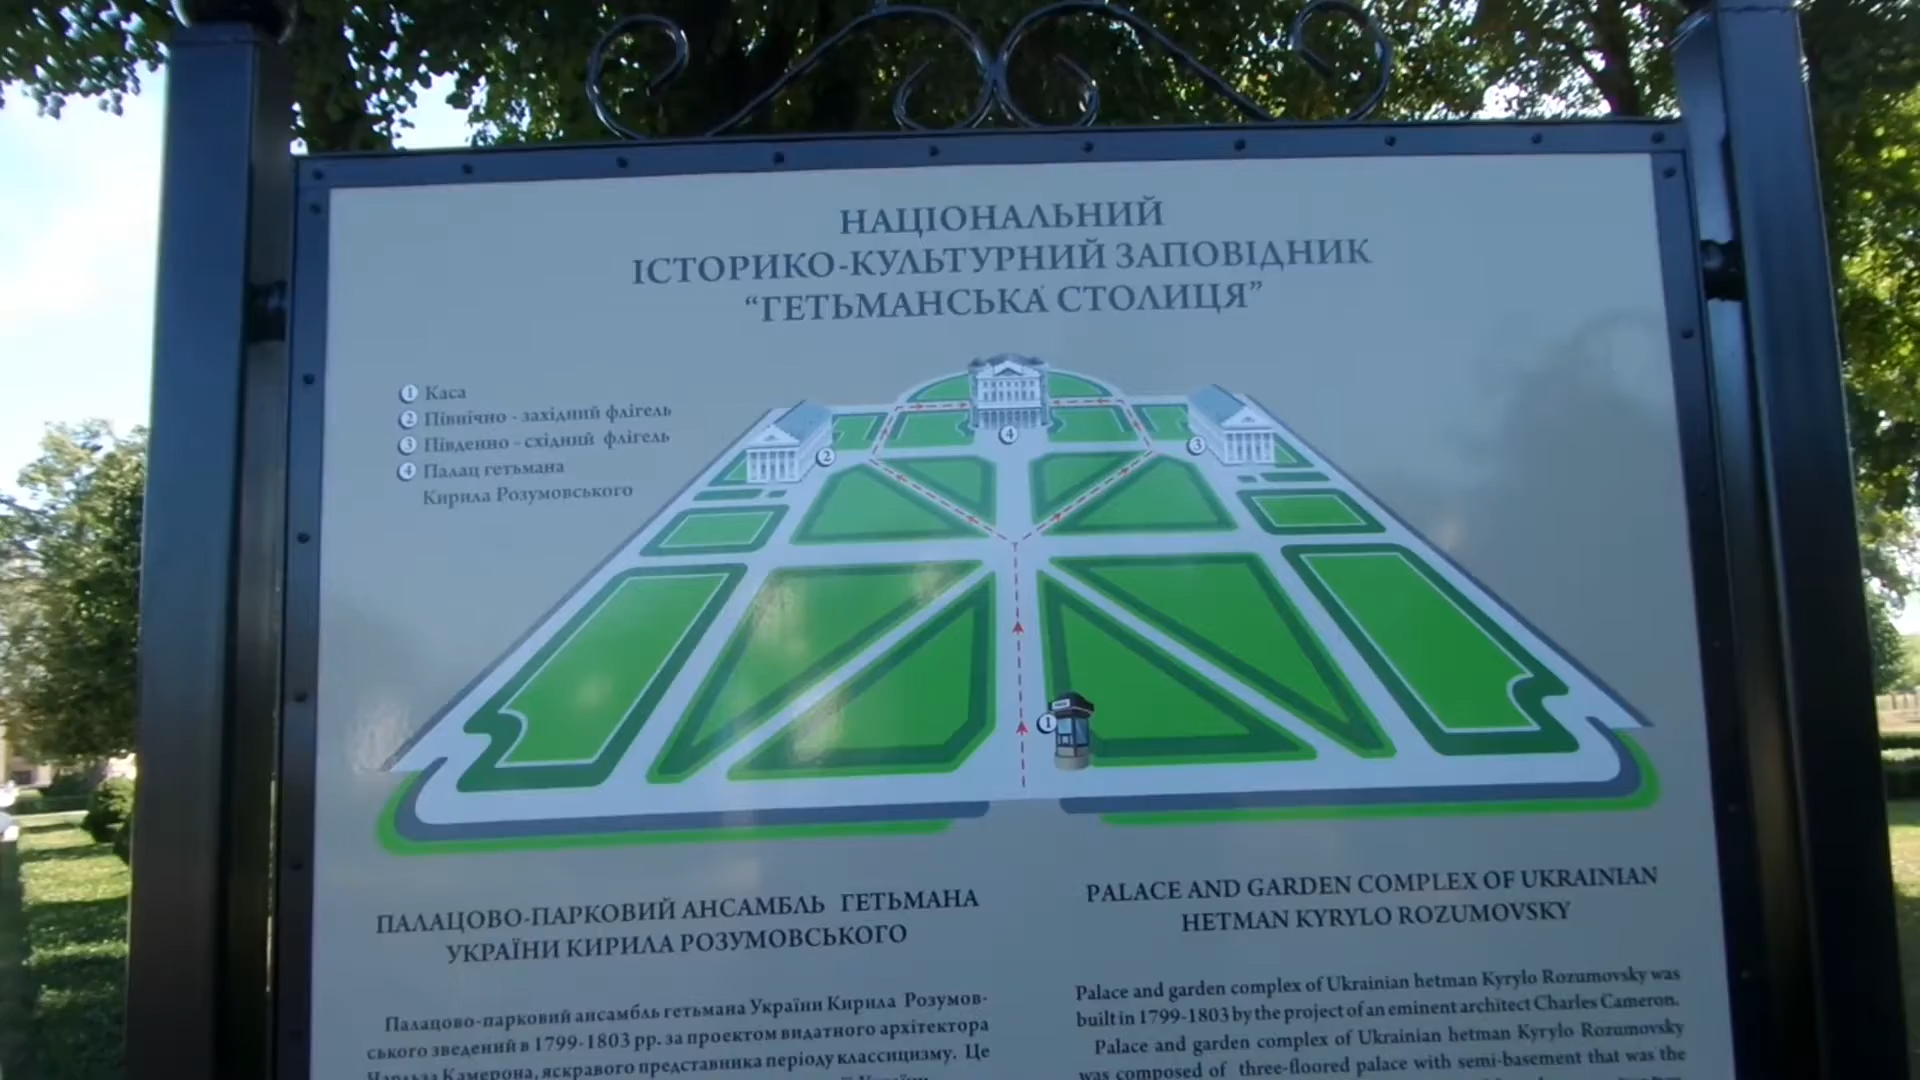 НАЦІОНАЛЬНИЙ
ІСТОРИКО-КУЛЬТУРНИЙ ЗАПОВІДНИК
“ГЕТЬМАНСЬКА СТОЛИЦЯ”
1 Каса
2 Північно - західний флігель
3 Південно - східний флігель
4 Палац гетьмана
Кирила Розумовського
4
2
3
1
ПАЛАЦОВО-ПАРКОВИЙ АНСАМБЛЬ ГЕТЬМАНА
УКРАЇНИ КИРИЛА РОЗУМОВСЬКОГО
Палацово-парковий ансамбль гетьмана України Кирила Розумов-
ського зведений в 1799-1803 рр. за проектом видатного архітектора
Чарльза Камерона, яскравого представника періоду классицизму. Це
PALACE AND GARDEN COMPLEX OF UKRAINIAN
HETMAN KYRYLO ROZUMOVSKY
Palace and garden complex of Ukrainian hetman Kyrylo Rozumovsky was
built in 1799-1803 by the project of an eminent architect Charles Cameron.
Palace and garden complex of Ukrainian hetman Kyrylo Rozumovsky
was composed of three-floored palace with semi-basement that was the